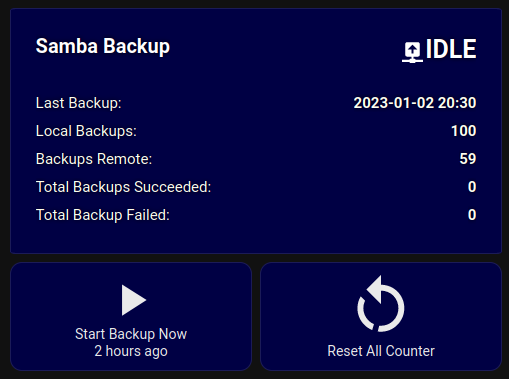 Samba Backup IDLE
Last Backup: 2023-01-02 20:30
Local Backups: 100
Backups Remote: 59
Total Backups Succeeded: 0
Total Backup Failed: 0
Start Backup Now
2 hours ago
Reset All Counter